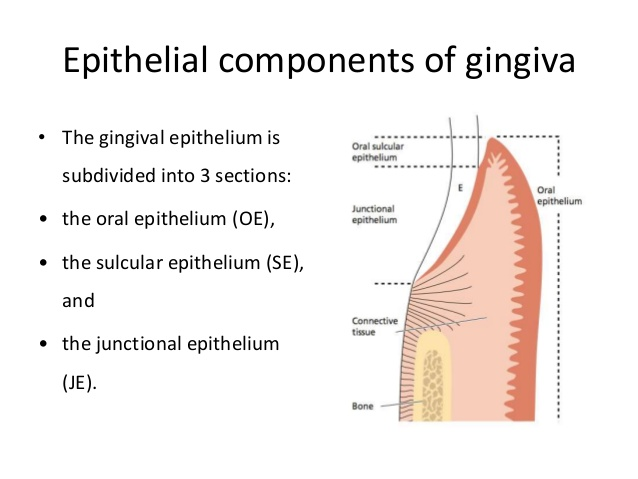 Epithelial components of gingiva
• The gingival epithelium is
subdivided into 3 sections:
• the oral epithelium (OE),
• the sulcular epithelium (SE),
and
• the junctional epithelium
(JE).
Oral sulcular
epithelium
E
Oral
epithelium
Junctional
epithelium
Connective
tissue
Bone